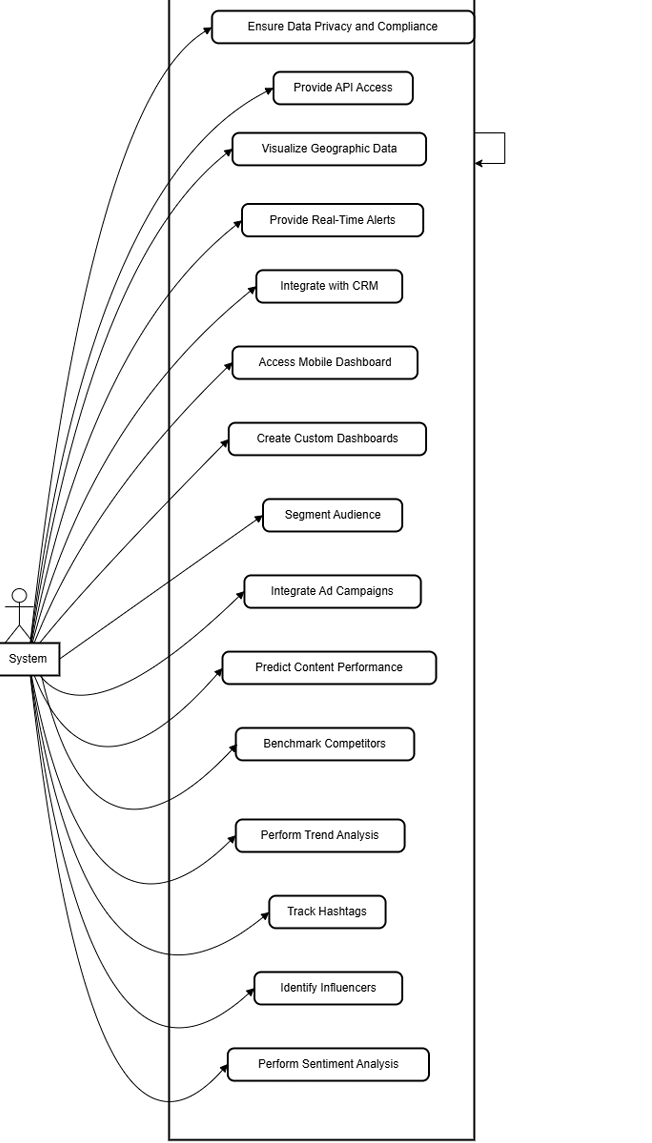 Ensure Data Privacy and Compliance
Provide API Access
Visualize Geographic Data
Provide Real-Time Alerts
Integrate with CRM
Access Mobile Dashboard
Create Custom Dashboards
Segment Audience
Integrate Ad Campaigns
System
Predict Content Performance
Benchmark Competitors
Perform Trend Analysis
Track Hashtags
Identify Influencers
Perform Sentiment Analysis